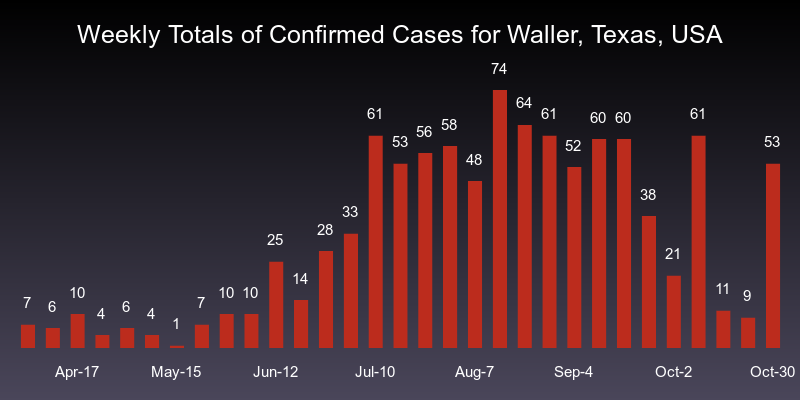 Weekly Totals of Confirmed Cases for Waller, Texas, USA
7 6 10 4 6 4 1 7 10 10 25 14 28 33 61 53 56 58 48 74 64 61 52 60 60 38 21 61 11 9 53
Apr-17 May-15 Jun-12 Jul-10 Aug-7 Sep-4 Oct-2 Oct-30